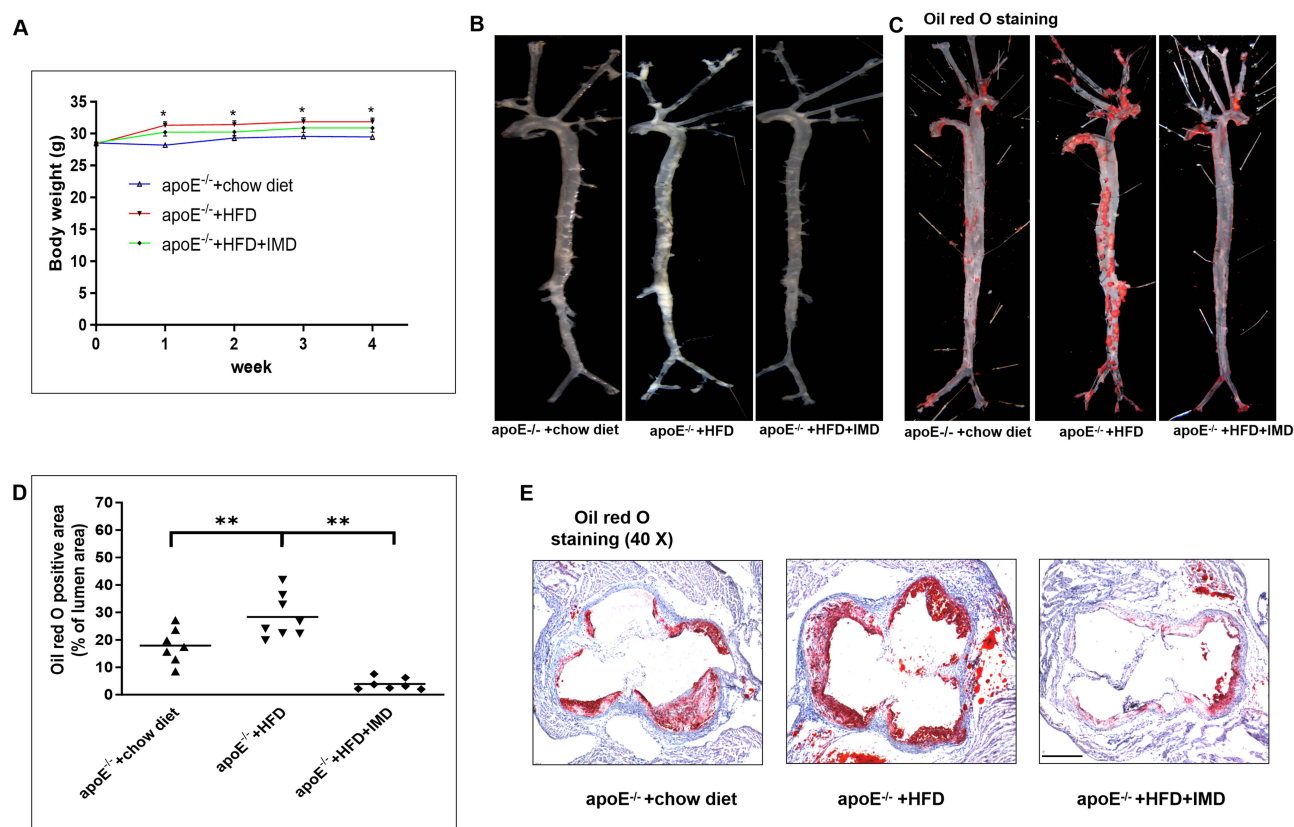 A
Body weight (g)
35
30
25
20
15
10
5
0
* * * *
apoE-/-+chow diet
apoE-/-+HFD
apoE-/-+HFD+IMD
0 1 2 3 4
week
B
apoE-/- +chow diet
apoE-/- +HFD
apoE-/- +HFD+IMD
C
Oil red O staining
apoE-/- +chow diet
apoE-/- +HFD
apoE-/- +HFD+IMD
D
Oil red O positive area
(% of lumen area)
70
60
50
40
30
20
10
0
** **
apoE-/-+chow diet
apoE-/-+HFD
apoE-/-+HFD+IMD
E
Oil red O
staining (40 X)
apoE-/- +chow diet
apoE-/- +HFD
apoE-/- +HFD+IMD